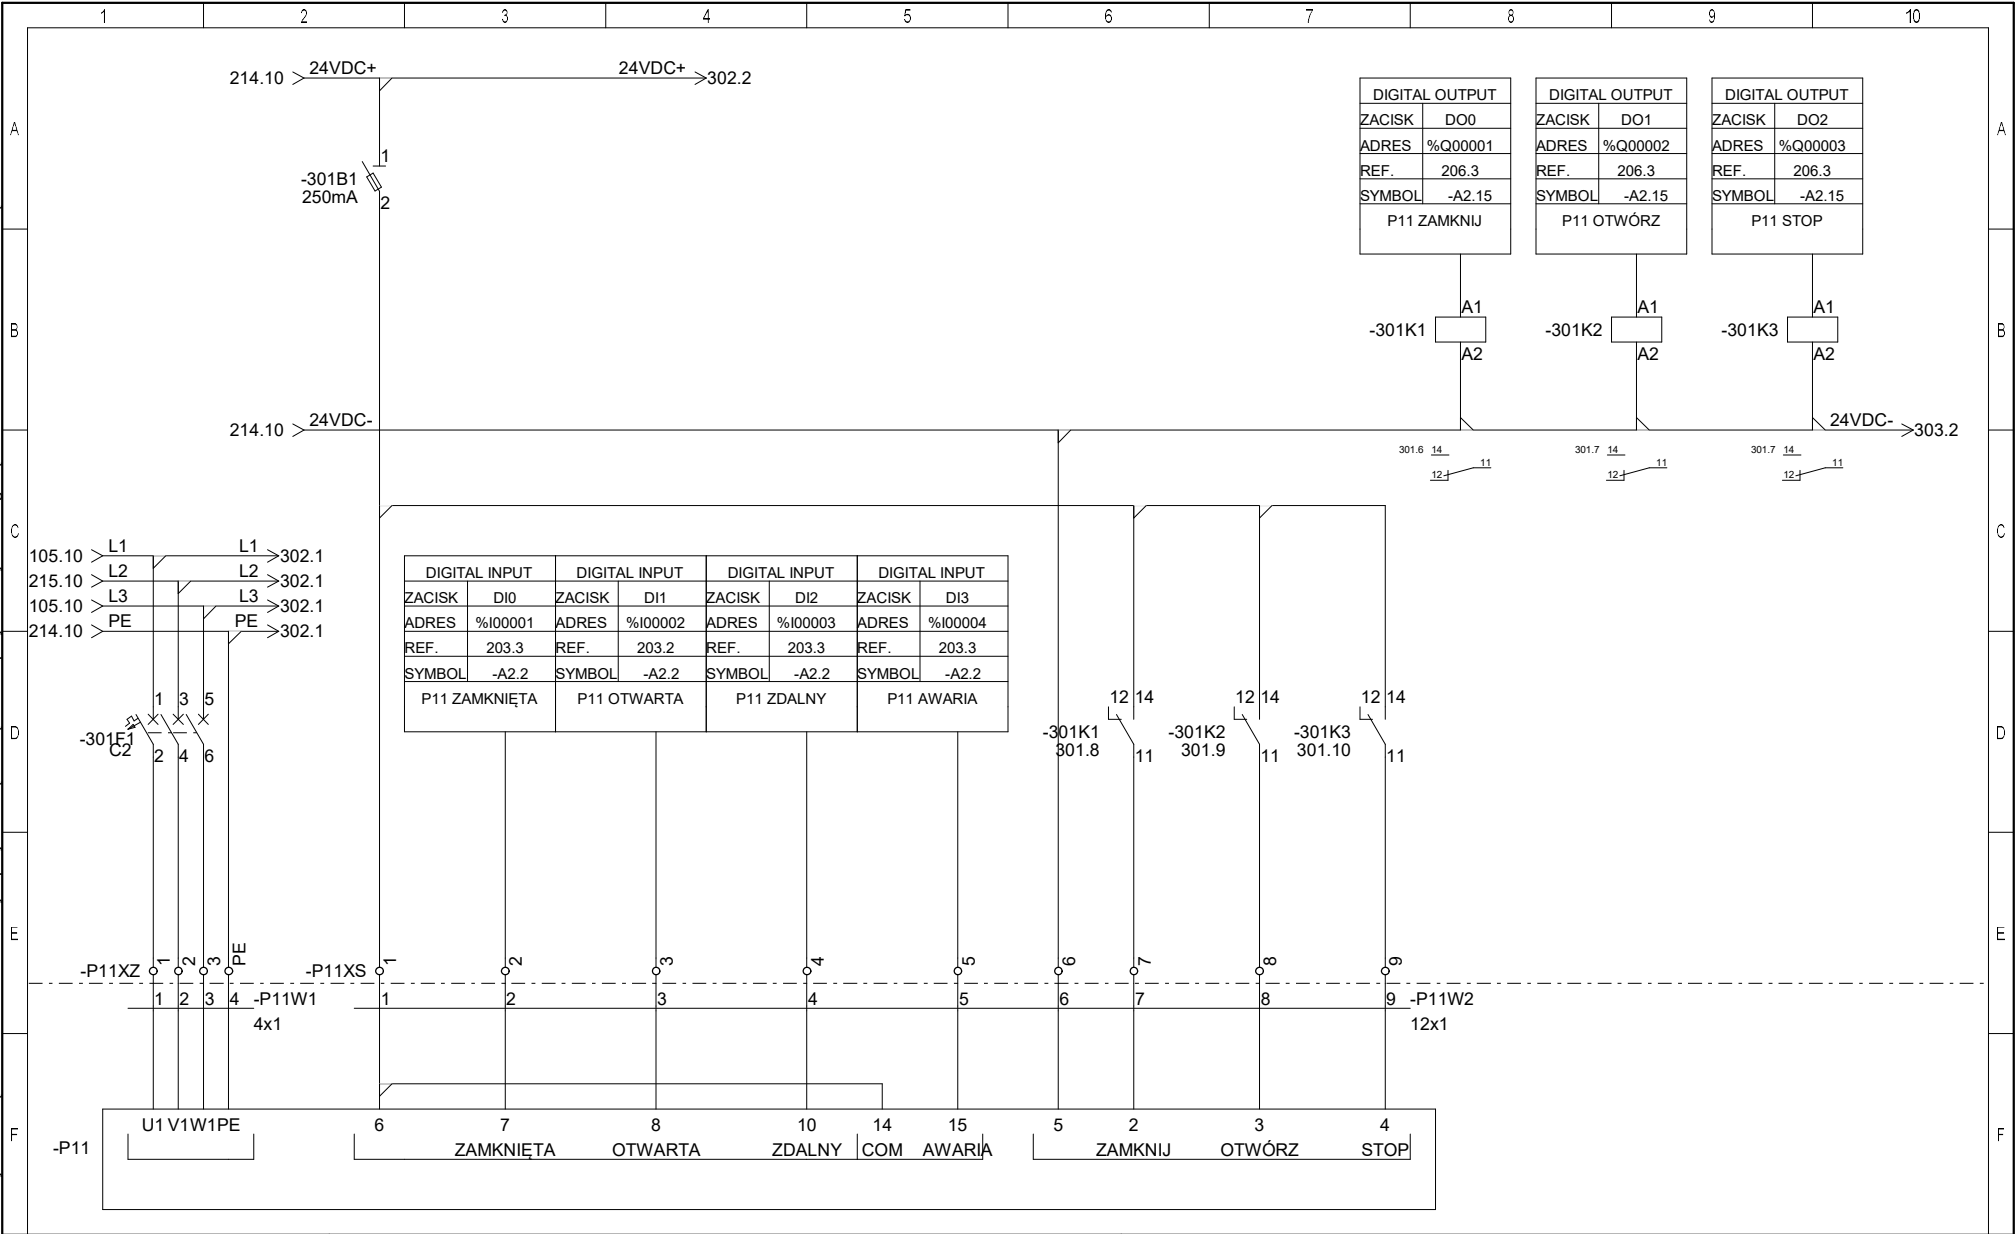 1 2 3 4 5 6 7 8 9 10
214.10 24VDC+ 24VDC+ 302.2
A A
1
-301B1
250mA
2
DIGITAL OUTPUT DIGITAL OUTPUT DIGITAL OUTPUT
ZACISK DO0 ZACISK DO1 ZACISK DO2
ADRES %Q00001 ADRES %Q00002 ADRES %Q00003
REF. 206.3 REF. 206.3 REF. 206.3
SYMBOL -A2.15 SYMBOL -A2.15 SYMBOL -A2.15
P11 ZAMKNIJ P11 OTWÓRZ P11 STOP
A1 A1 A1
B -301K1 -301K2 -301K3 B
A2 A2 A2
214.10 24VDC- 24VDC- 303.2
301.6 14 301.7 14 301.7 14
12 11 12 11 12 11
C C
105.10 L1 L1 302.1
215.10 L2 L2 302.1
105.10 L3 L3 302.1
214.10 PE PE 302.1
DIGITAL INPUT DIGITAL INPUT DIGITAL INPUT DIGITAL INPUT
ZACISK DI0 ZACISK DI1 ZACISK DI2 ZACISK DI3
ADRES %I00001 ADRES %I00002 ADRES %I00003 ADRES %I00004
REF. 203.3 REF. 203.2 REF. 203.3 REF. 203.3
SYMBOL -A2.2 SYMBOL -A2.2 SYMBOL -A2.2 SYMBOL -A2.2
P11 ZAMKNIĘTA P11 OTWARTA P11 ZDALNY P11 AWARIA
1 3 5 12 14 12 14 12 14
D -301F1 -301K1 -301K2 -301K3 D
C2 301.8 301.9 301.10
2 4 6 11 11 11
E E
-P11XZ 1 2 3 PE -P11XS 1 2 3 4 5 6 7 8 9
1 2 3 4 -P11W1 1 2 3 4 5 6 7 8 9 -P11W2
4x1 12x1
F F
U1 V1 W1 PE 6 7 8 10 14 15 5 2 3 4
-P11 ZAMKNIĘTA OTWARTA ZDALNY COM AWARIA ZAMKNIJ OTWÓRZ STOP